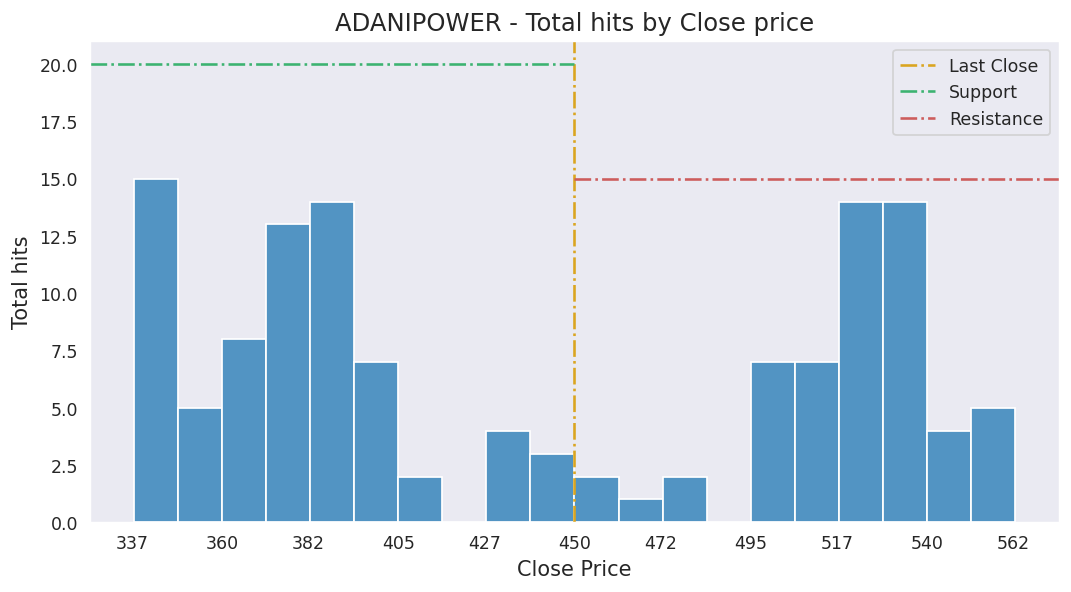 ADANIPOWER - Total hits by Close price
Last Close
Support
Resistance
Total hits
20.0
17.5
15.0
12.5
10.0
7.5
5.0
2.5
0.0
337 360 382 405 427 450 472 495 517 540 562
Close Price